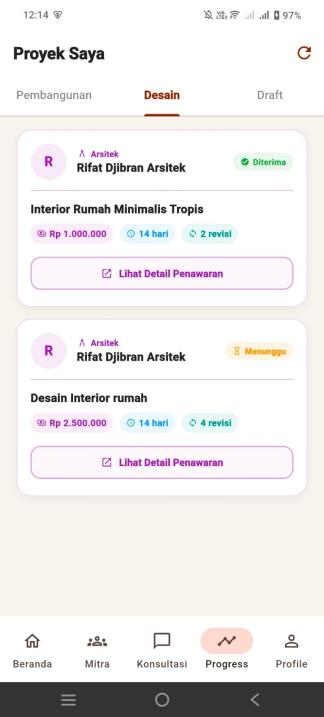 12:14
97%
Proyek Saya
Pembangunan
Desain
Draft
R
Arsitek
Rifat Djibran Arsitek
Diterima
Interior Rumah Minimalis Tropis
Rp 1.000.000
14 hari
2 revisi
Lihat Detail Penawaran
R
Arsitek
Rifat Djibran Arsitek
Menunggu
Desain Interior rumah
Rp 2.500.000
14 hari
4 revisi
Lihat Detail Penawaran
Beranda
Mitra
Konsultasi
Progress
Profile